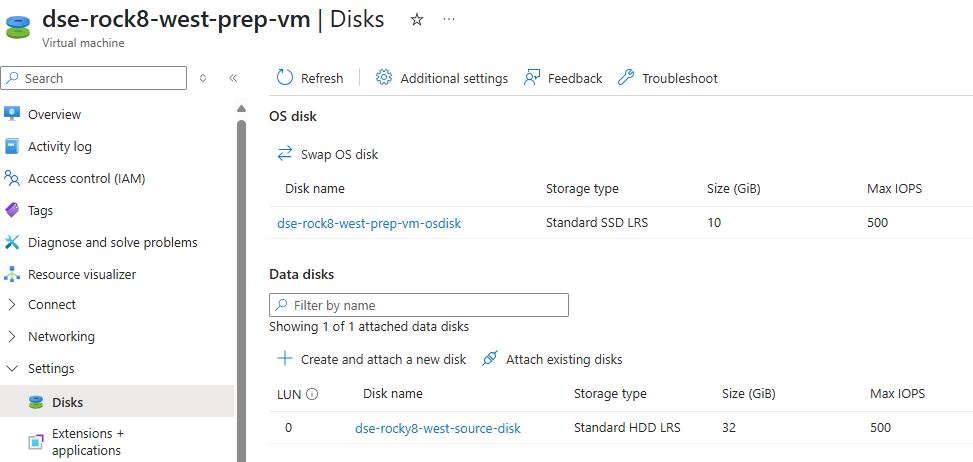 dse-rock8-west-prep-vm | Disks
Virtual machine
Search
Refresh Additional settings Feedback Troubleshoot
Overview
Activity log
Access control (IAM)
Tags
Diagnose and solve problems
Resource visualizer
Connect
Networking
Settings
Disks
Extensions +
applications
OS disk
Swap OS disk
Disk name Storage type Size (GiB) Max IOPS
dse-rock8-west-prep-vm-osdisk Standard SSD LRS 10 500
Data disks
Filter by name
Showing 1 of 1 attached data disks
Create and attach a new disk Attach existing disks
LUN Disk name Storage type Size (GiB) Max IOPS
0 dse-rocky8-west-source-disk Standard HDD LRS 32 500